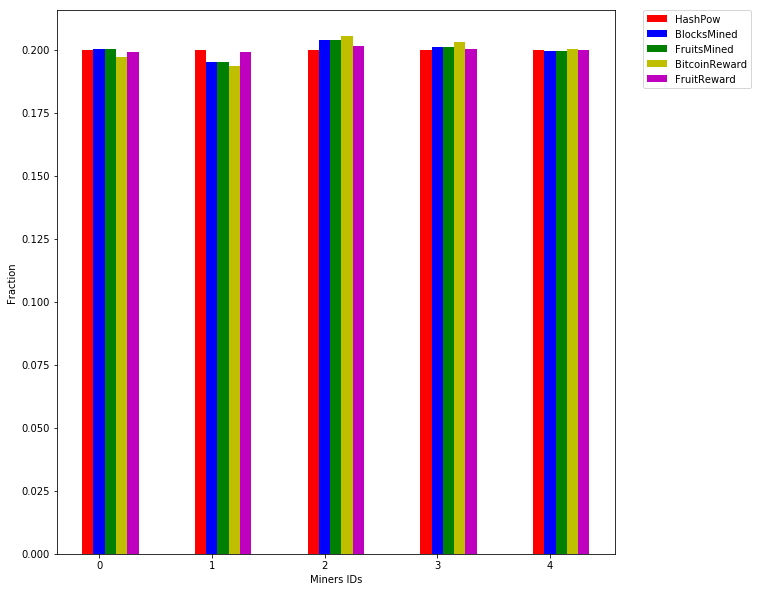 HashPow
BlocksMined
FruitsMined
BitcoinReward
FruitReward
0.200
0.175
0.150
0.125
0.100
0.075
0.050
0.025
0.000
Fraction
0 1 2 3 4
Miners IDs